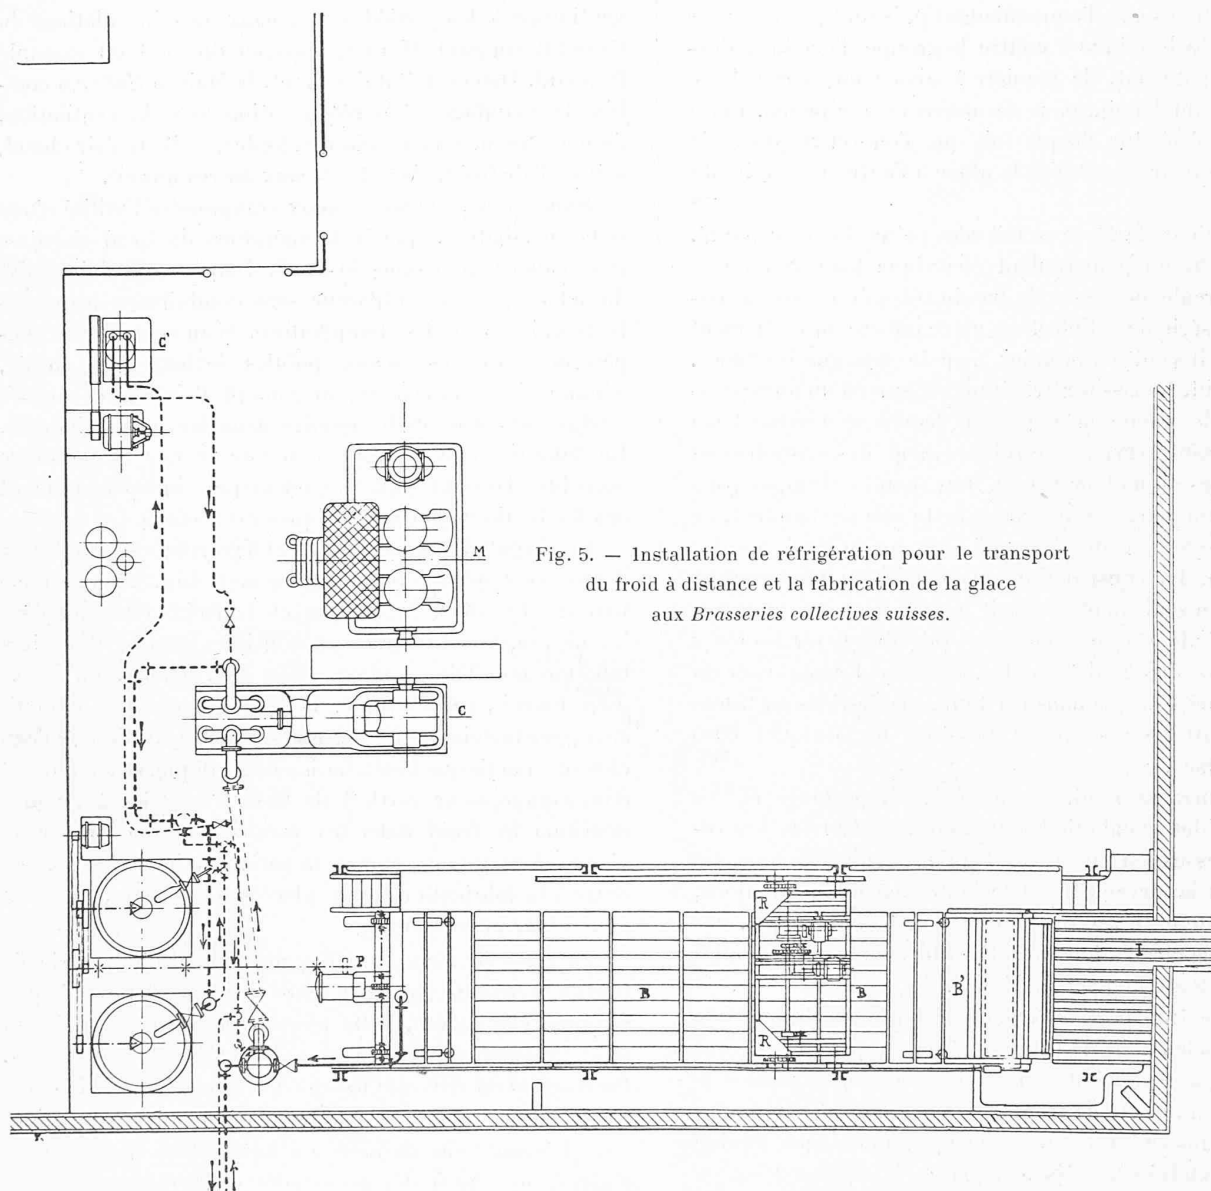 C'
M
Fig. 5. — Installation de réfrigération pour le transport
du froid à distance et la fabrication de la glace
aux Brasseries collectives suisses.
C
R
M
P
B
B
B'
I
R